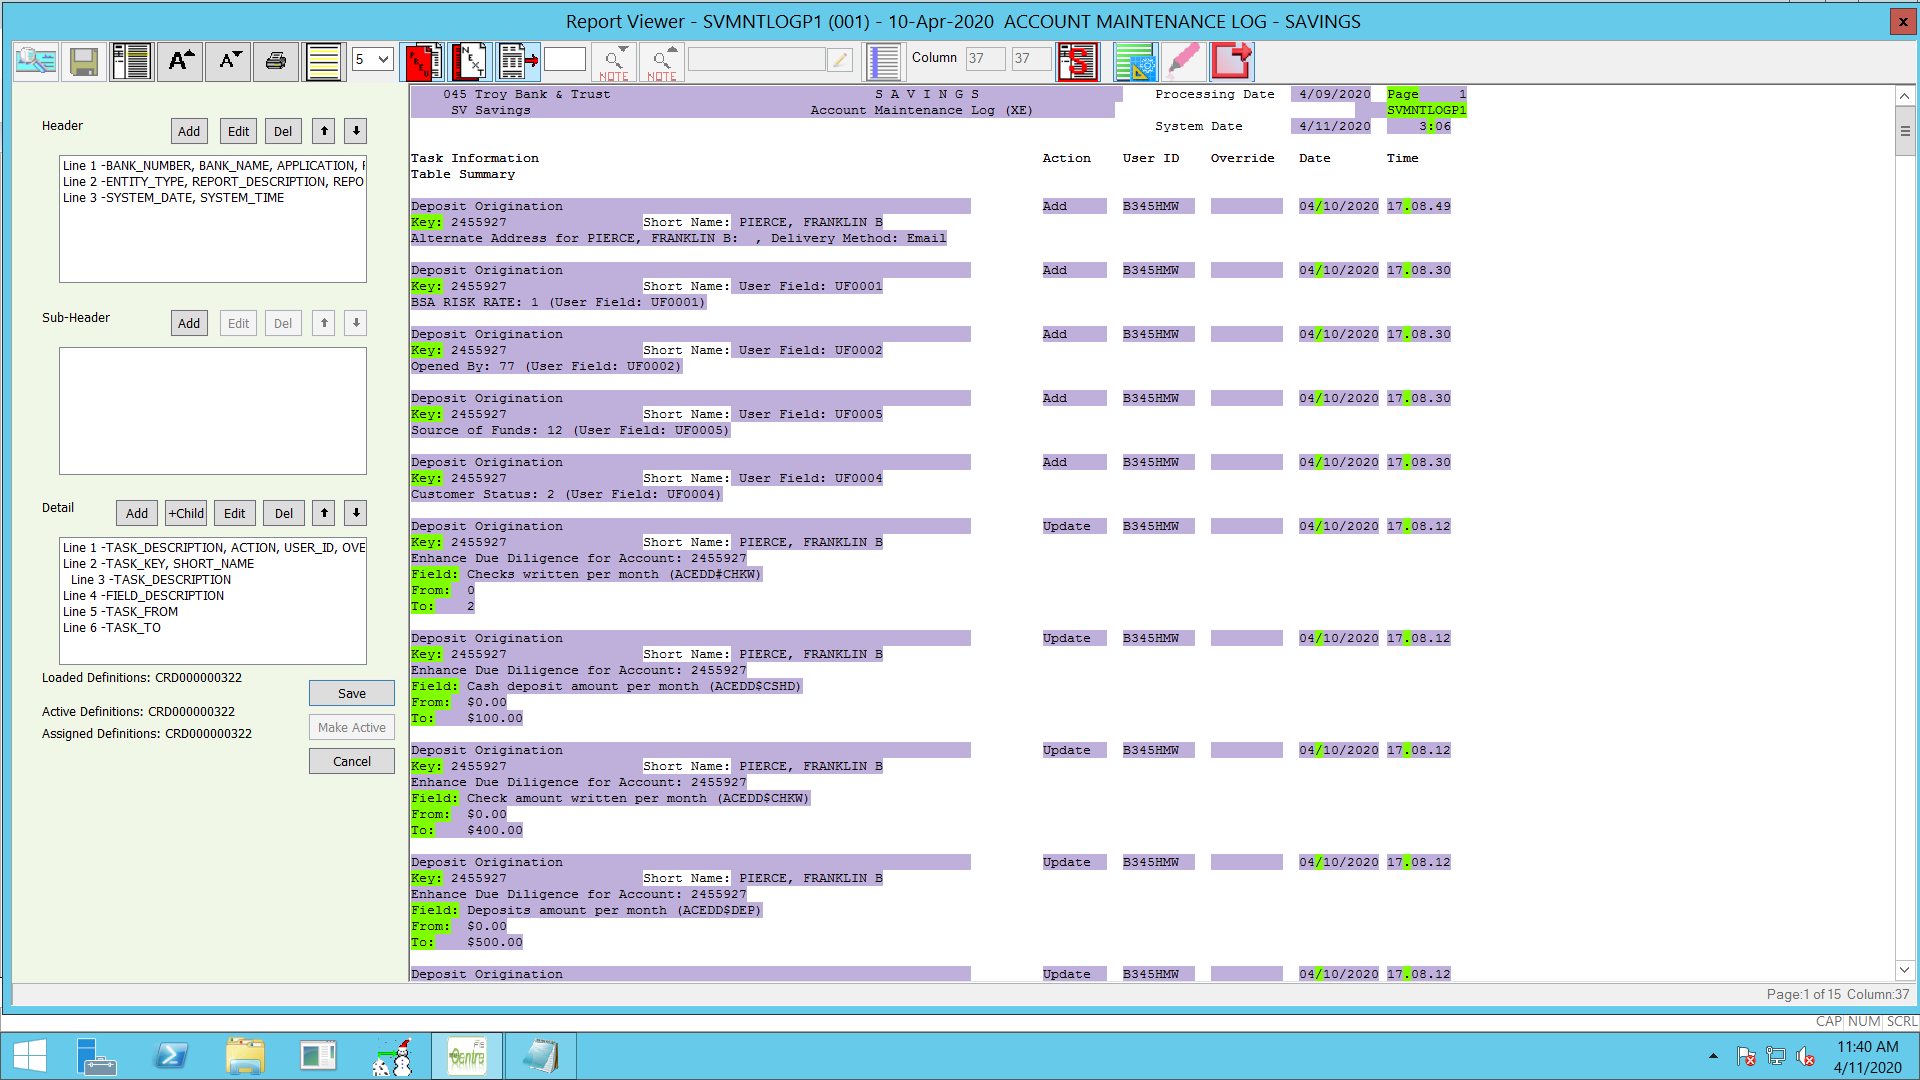 Report Viewer - SVMNTLOGP1 (001) - 10-Apr-2020  ACCOUNT MAINTENANCE LOG - SAVINGS
x
5
PREV
NEXT
NOTE
NOTE
Column 37 37
S
Header
Add Edit Del
Line 1 -BANK_NUMBER, BANK_NAME, APPLICATION,
Line 2 -ENTITY_TYPE, REPORT_DESCRIPTION, REPO
Line 3 -SYSTEM_DATE, SYSTEM_TIME
Sub-Header
Add Edit Del
Detail
Add +Child Edit Del
Line 1 -TASK_DESCRIPTION, ACTION, USER_ID, OVE
Line 2 -TASK_KEY, SHORT_NAME
Line 3 -TASK_DESCRIPTION
Line 4 -FIELD_DESCRIPTION
Line 5 -TASK_FROM
Line 6 -TASK_TO
Loaded Definitions: CRD000000322
Save
Active Definitions: CRD000000322
Make Active
Assigned Definitions: CRD000000322
Cancel
045 Troy Bank & Trust S A V I N G S Processing Date 4/09/2020 Page 1
SV Savings Account Maintenance Log (XE) SVMNTLOGP1
System Date 4/11/2020 3:06
Task Information Action User ID Override Date Time
Table Summary
Deposit Origination Add B345HMW 04/10/2020 17.08.49
Key: 2455927 Short Name: PIERCE, FRANKLIN B
Alternate Address for PIERCE, FRANKLIN B:  , Delivery Method: Email
Deposit Origination Add B345HMW 04/10/2020 17.08.30
Key: 2455927 Short Name: User Field: UF0001
BSA RISK RATE: 1 (User Field: UF0001)
Deposit Origination Add B345HMW 04/10/2020 17.08.30
Key: 2455927 Short Name: User Field: UF0002
Opened By: 77 (User Field: UF0002)
Deposit Origination Add B345HMW 04/10/2020 17.08.30
Key: 2455927 Short Name: User Field: UF0005
Source of Funds: 12 (User Field: UF0005)
Deposit Origination Add B345HMW 04/10/2020 17.08.30
Key: 2455927 Short Name: User Field: UF0004
Customer Status: 2 (User Field: UF0004)
Deposit Origination Update B345HMW 04/10/2020 17.08.12
Key: 2455927 Short Name: PIERCE, FRANKLIN B
Enhance Due Diligence for Account: 2455927
Field: Checks written per month (ACEDD#CHKW)
From: 0
To: 2
Deposit Origination Update B345HMW 04/10/2020 17.08.12
Key: 2455927 Short Name: PIERCE, FRANKLIN B
Enhance Due Diligence for Account: 2455927
Field: Cash deposit amount per month (ACEDD$CSHD)
From: $0.00
To: $100.00
Deposit Origination Update B345HMW 04/10/2020 17.08.12
Key: 2455927 Short Name: PIERCE, FRANKLIN B
Enhance Due Diligence for Account: 2455927
Field: Check amount written per month (ACEDD$CHKW)
From: $0.00
To: $400.00
Deposit Origination Update B345HMW 04/10/2020 17.08.12
Key: 2455927 Short Name: PIERCE, FRANKLIN B
Enhance Due Diligence for Account: 2455927
Field: Deposits amount per month (ACEDD$DEP)
From: $0.00
To: $500.00
Deposit Origination Update B345HMW 04/10/2020 17.08.12
Page:1 of 15 Column:37
CAP NUM SCRL
11:40 AM
4/11/2020